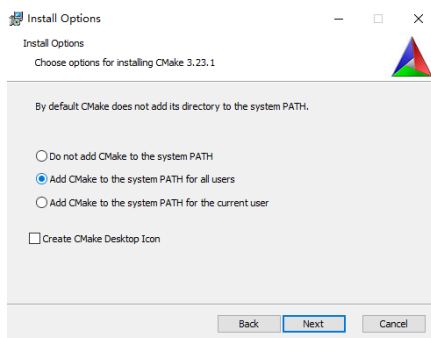 Install Options
Install Options
Choose options for installing CMake 3.23.1
By default CMake does not add its directory to the system PATH.
Do not add CMake to the system PATH
Add CMake to the system PATH for all users
Add CMake to the system PATH for the current user
Create CMake Desktop Icon
Back Next Cancel